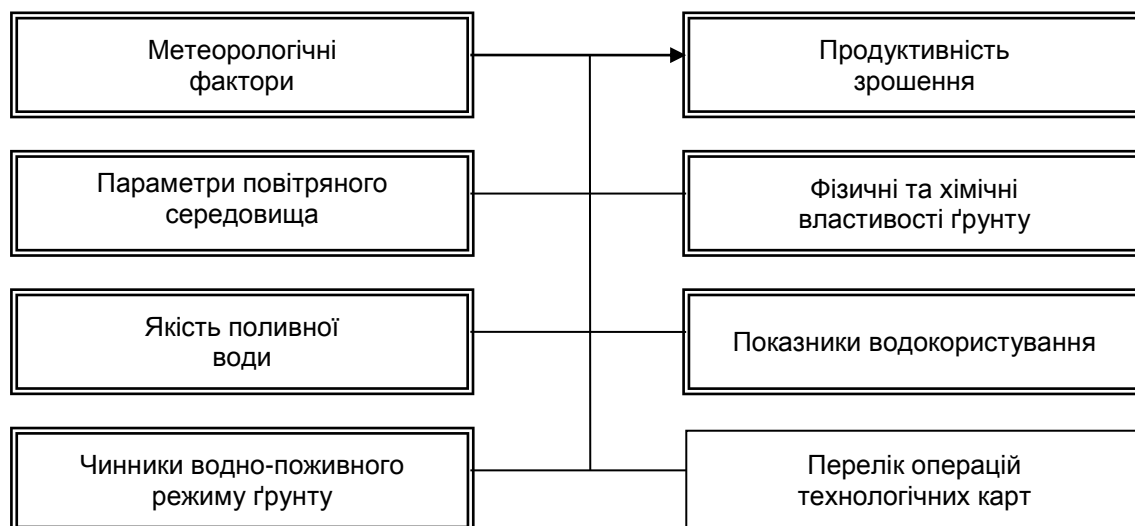 Метеорологічні
фактори
Продуктивність
зрошення
Параметри повітряного
середовища
Фізичні та хімічні
властивості ґрунту
Якість поливної
води
Показники водокористування
Чинники водно-поживного
режиму ґрунту
Перелік операцій
технологічних карт